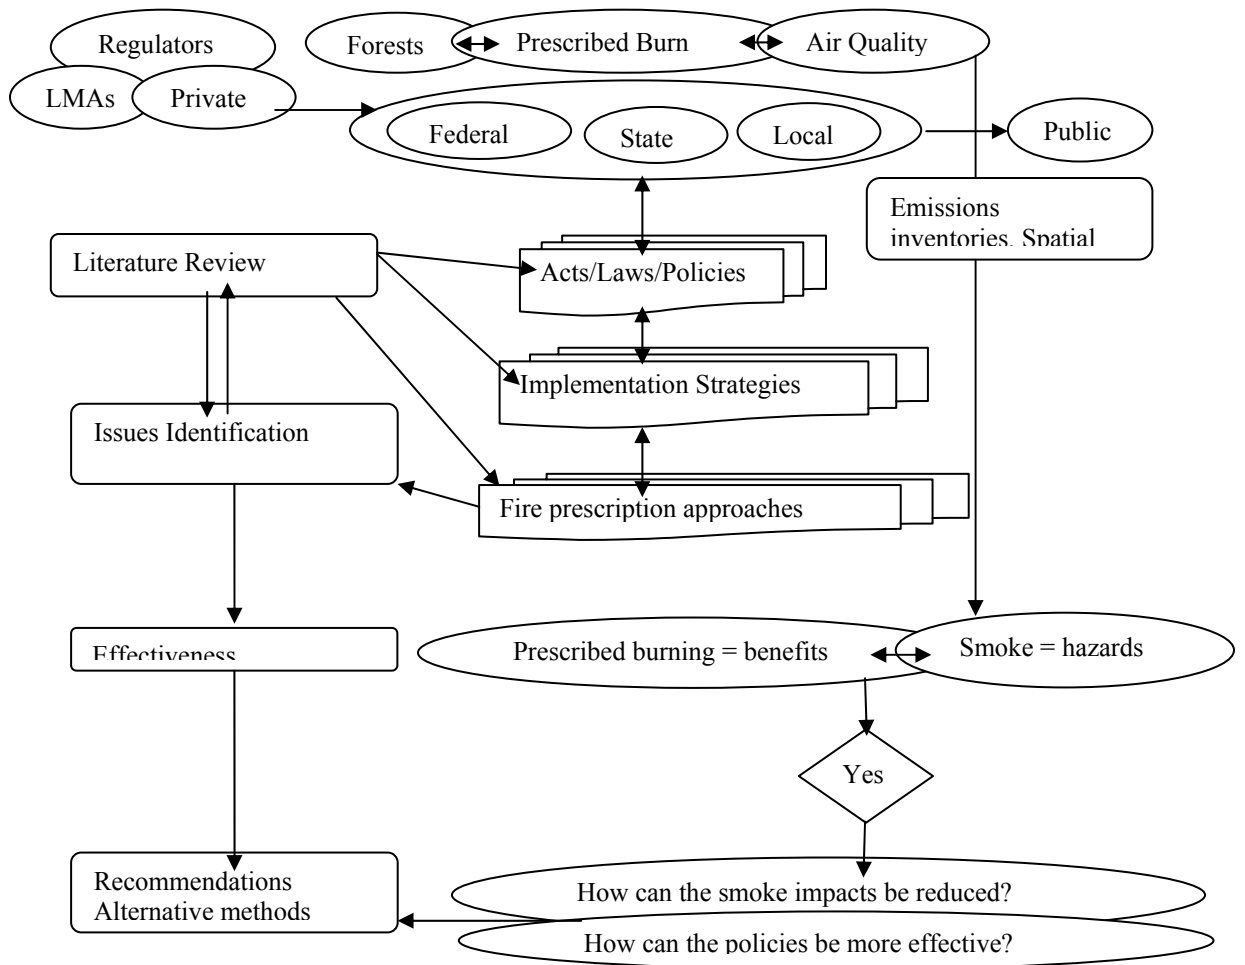 Regulators
Forests
Prescribed Burn
Air Quality
LMAs
Private
Federal
State
Local
Public
Emissions
inventories. Spatial
Literature Review
Acts/Laws/Policies
Implementation Strategies
Issues Identification
Fire prescription approaches
Effectiveness
Prescribed burning = benefits
Smoke = hazards
Yes
Recommendations
Alternative methods
How can the smoke impacts be reduced?
How can the policies be more effective?